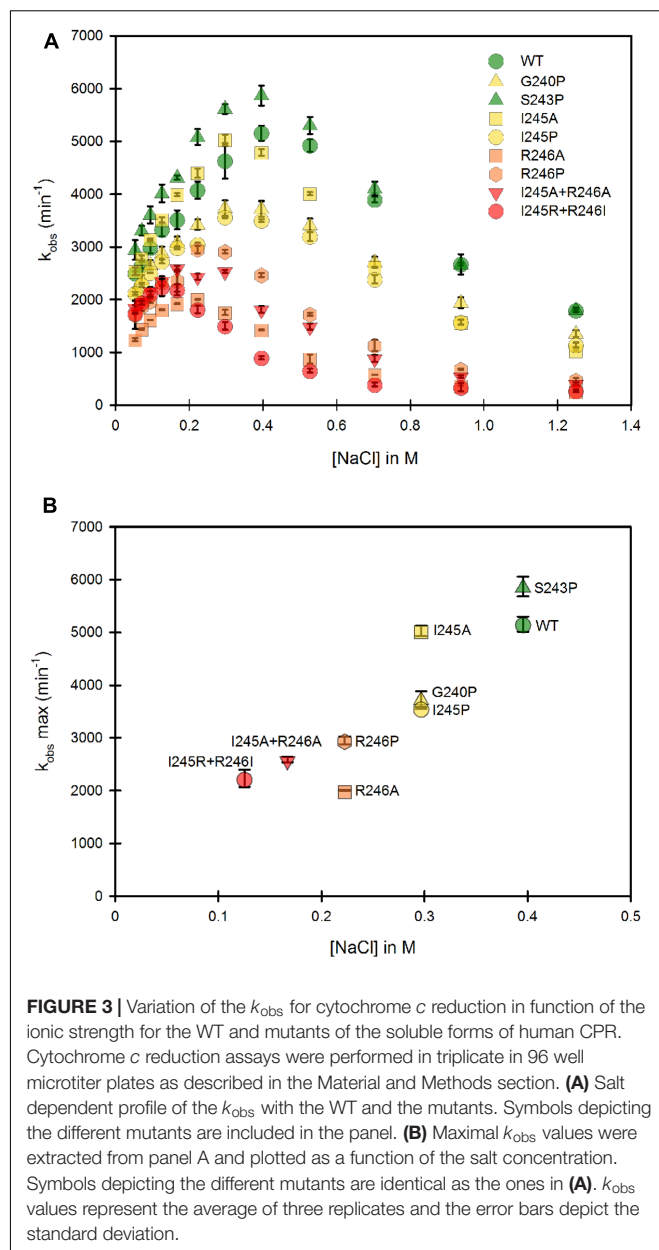 A
7000
6000
5000
4000
3000
2000
1000
0
k_obs (min⁻¹)
WT
G240P
S243P
I245A
I245P
R246A
R246P
I245A+R246A
I245R+R246I
0.0 0.2 0.4 0.6 0.8 1.0 1.2 1.4
[NaCl] in M
B
7000
6000
5000
4000
3000
2000
1000
0
k_obs max (min⁻¹)
S243P
I245A
WT
G240P
I245P
I245A+R246A
R246P
I245R+R246I
R246A
0 0.1 0.2 0.3 0.4 0.5
[NaCl] in M
FIGURE 3 | Variation of the k_obs for cytochrome c reduction in function of the
ionic strength for the WT and mutants of the soluble forms of human CPR.
Cytochrome c reduction assays were performed in triplicate in 96 well
microtiter plates as described in the Material and Methods section. (A) Salt
dependent profile of the k_obs with the WT and the mutants. Symbols depicting
the different mutants are included in the panel. (B) Maximal k_obs values were
extracted from panel A and plotted as a function of the salt concentration.
Symbols depicting the different mutants are identical as the ones in (A). k_obs
values represent the average of three replicates and the error bars depict the
standard deviation.